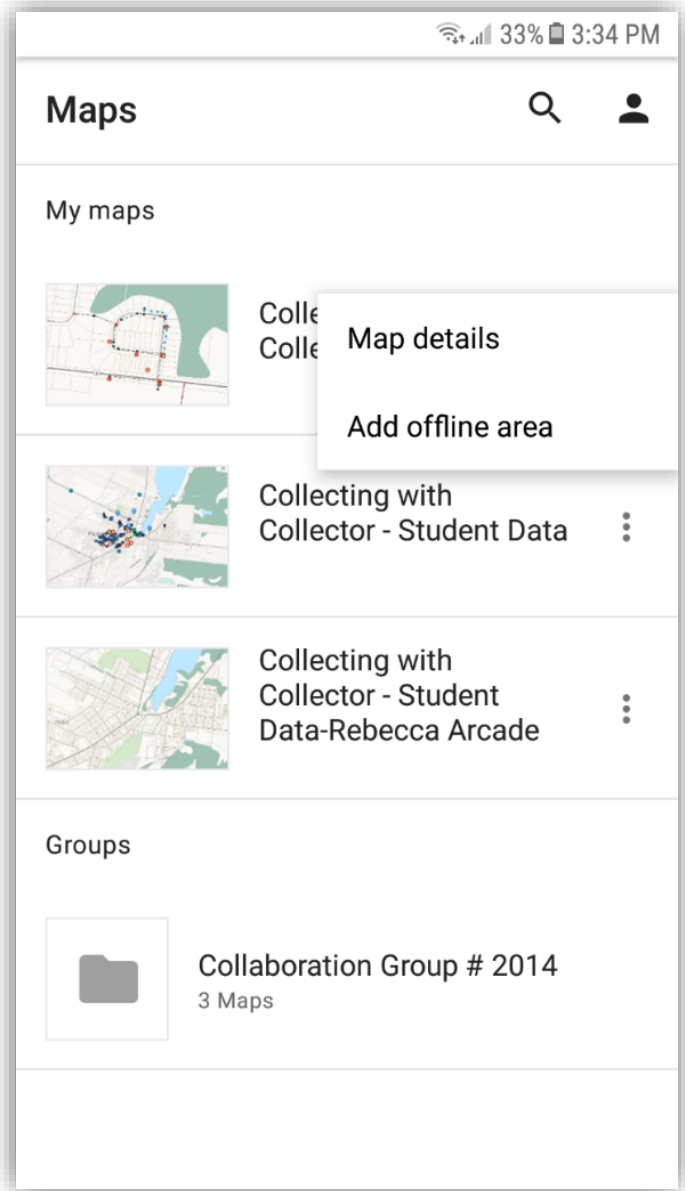 33% 3:34 PM
Maps
My maps
Colle
Colle
Map details
Add offline area
Collecting with
Collector - Student Data
Collecting with
Collector - Student
Data-Rebecca Arcade
Groups
Collaboration Group # 2014
3 Maps